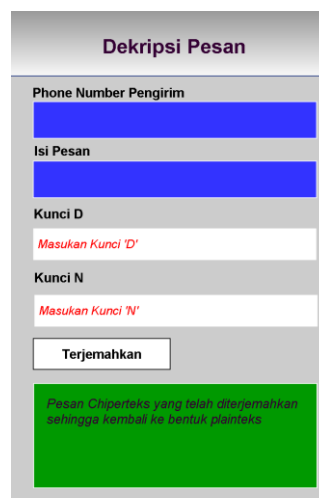 Dekripsi Pesan
Phone Number Pengirim
Isi Pesan
Kunci D
Masukan Kunci 'D'
Kunci N
Masukan Kunci 'N'
Terjemahkan
Pesan Chiperteks yang telah diterjemahkan
sehingga kembali ke bentuk plainteks